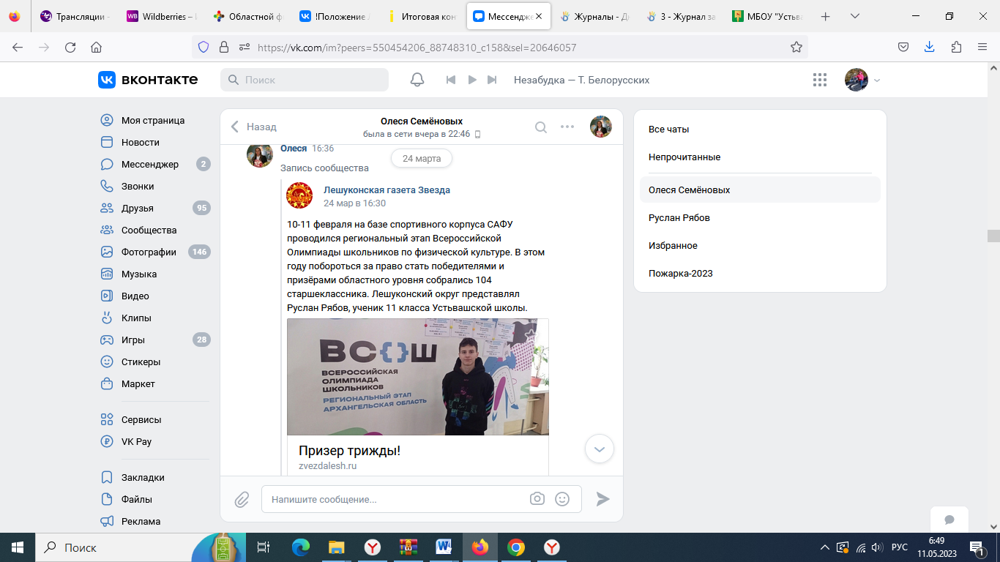 Трансляции -
Wildberries –
Областной ф
!Положение
Итоговая кон
Мессендже
Журналы - Д
3 - Журнал за
МБОУ "Устьва
https://vk.com/im?peers=550454206_88748310_c158&sel=20646057
вконтакте
Поиск
Незабудка — Т. Белорусских
Моя страница
Новости
Мессенджер 2
Звонки
Друзья 95
Сообщества
Фотографии 146
Музыка
Видео
Клипы
Игры 28
Стикеры
Маркет
Сервисы
VK Pay
Закладки
Файлы
Реклама
Назад
Олеся Семёновых
была в сети вчера в 22:46
Олеся 16:36
24 марта
Запись сообщества
Лешуконская газета Звезда
24 мар в 16:30
10-11 февраля на базе спортивного корпуса САФУ
проводился региональный этап Всероссийской
Олимпиады школьников по физической культуре. В этом
году побороться за право стать победителями и
призёрами областного уровня собрались 104
старшеклассника. Лешуконский округ представлял
Руслан Рябов, ученик 11 класса Устьвашской школы.
ВС{}Ш
ВСЕРОССИЙСКАЯ
ОЛИМПИАДА
ШКОЛЬНИКОВ
РЕГИОНАЛЬНЫЙ ЭТАП
АРХАНГЕЛЬСКАЯ ОБЛАСТЬ
Призер трижды!
zvezdalesh.ru
Напишите сообщение...
Все чаты
Непрочитанные
Олеся Семёновых
Руслан Рябов
Избранное
Пожарка-2023
Поиск
РУС
6:49
11.05.2023
1